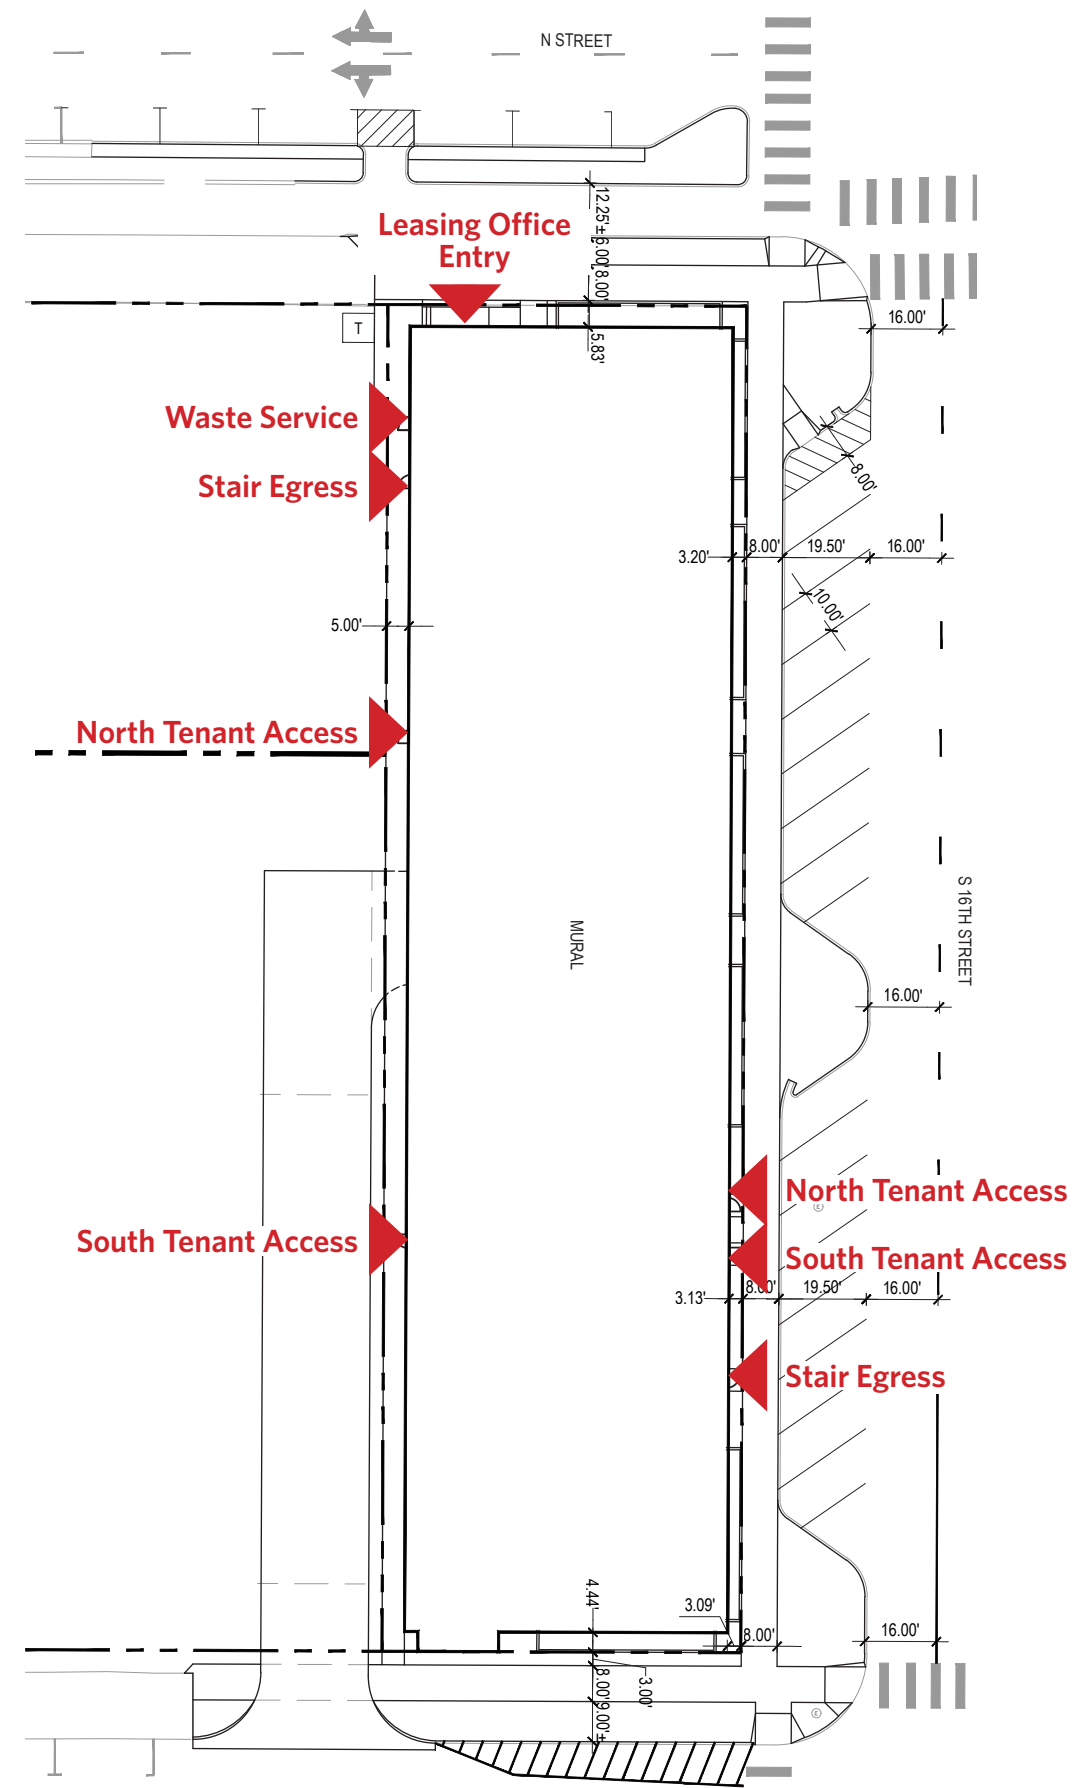 N STREET
12.25'± 6.00' 8.00'
Leasing Office
Entry
T
16.00'
5.83'
Waste Service
Stair Egress
8.00'
3.20'
8.00'
19.50'
16.00'
10.00'
5.00'
North Tenant Access
MURAL
S 16TH STREET
16.00'
North Tenant Access
E
South Tenant Access
South Tenant Access
3.13'
8.00'
19.50'
16.00'
Stair Egress
4.44'
3.09'
8.00'
16.00'
3.00'
8.00' 9.00'±
E